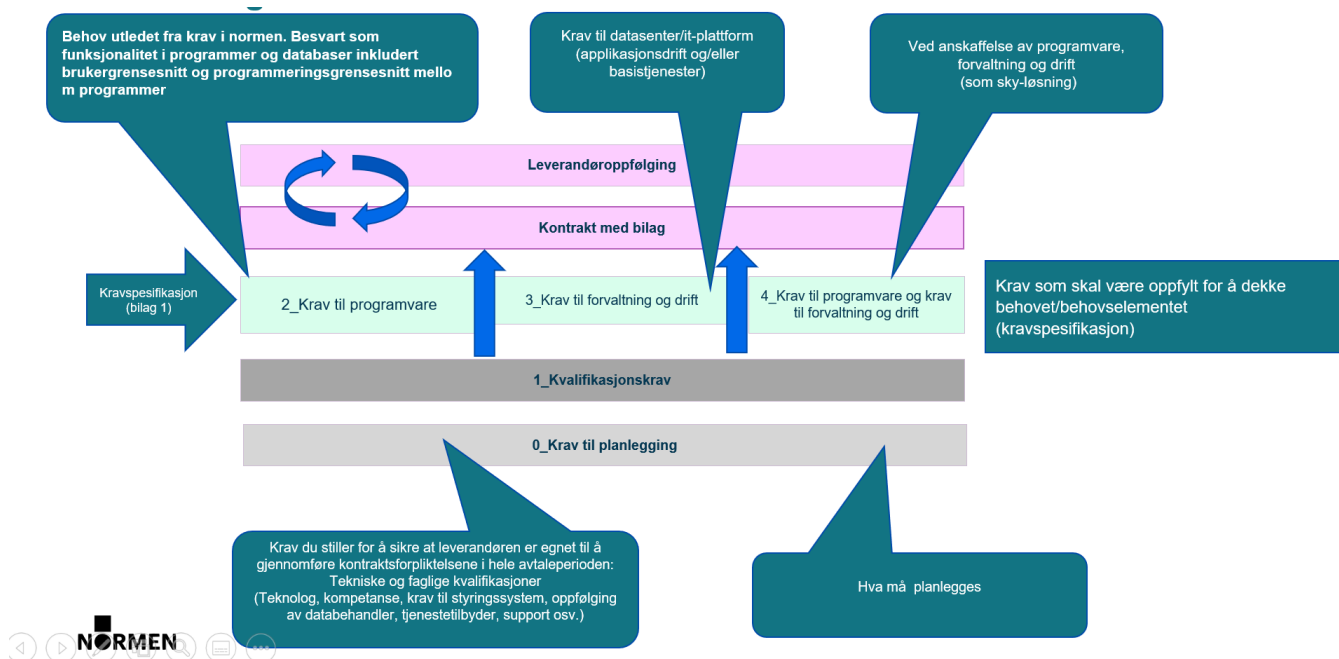 Behov utledet fra krav i normen. Besvart som
funksjonalitet i programmer og databaser inkludert
brukergrensesnitt og programmeringsgrensesnitt mello
m programmer
Krav til datasenter/it-plattform
(applikasjonsdrift og/eller
basistjenester)
Ved anskaffelse av programvare,
forvaltning og drift
(som sky-løsning)
Leverandøroppfølging
Kontrakt med bilag
Kravspesifikasjon
(bilag 1)
2_Krav til programvare
3_Krav til forvaltning og drift
4_Krav til programvare og krav
til forvaltning og drift
Krav som skal være oppfylt for å dekke
behovet/behovselementet
(kravspesifikasjon)
1_Kvalifikasjonskrav
0_Krav til planlegging
Krav du stiller for å sikre at leverandøren er egnet til å
gjennomføre kontraktsforpliktelsene i hele avtaleperioden:
Tekniske og faglige kvalifikasjoner
(Teknolog, kompetanse, krav til styringssystem, oppfølging
av databehandler, tjenestetilbyder, support osv.)
Hva må planlegges
NORMEN